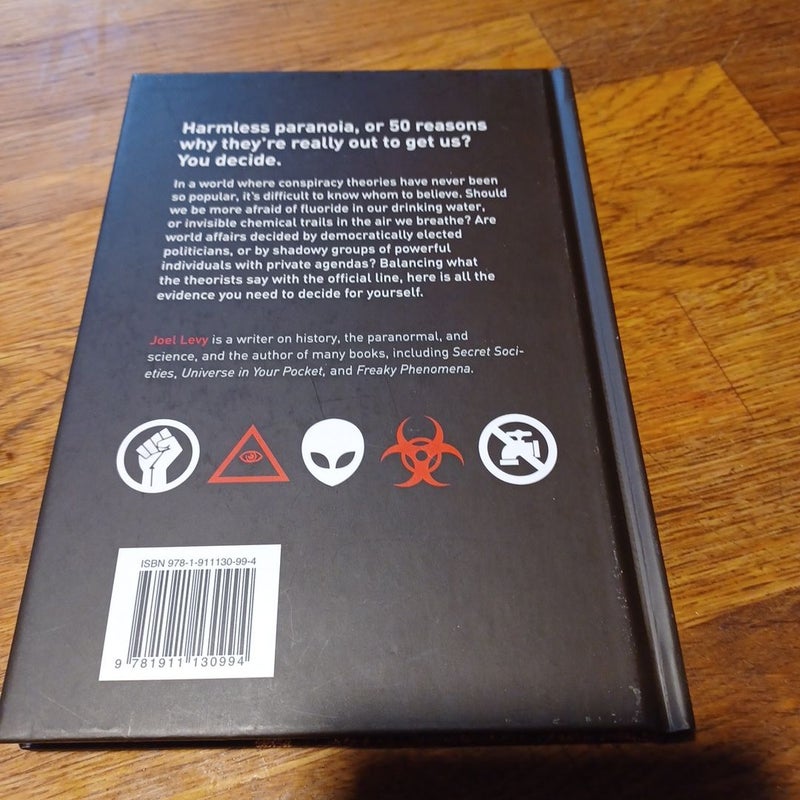 Harmless paranoia, or 50 reasons
why they're really out to get us?
You decide.
In a world where conspiracy theories have never been
so popular, it's difficult to know whom to believe. Should
we be more afraid of fluoride in our drinking water,
or invisible chemical trails in the air we breathe? Are
world affairs decided by democratically elected
politicians, or by shadowy groups of powerful
individuals with private agendas? Balancing what
the theorists say with the official line, here is all the
evidence you need to decide for yourself.
Joel Levy is a writer on history, the paranormal, and
science, and the author of many books, including Secret Soci-
eties, Universe in Your Pocket, and Freaky Phenomena.
ISBN 978-1-911130-99-4
9 781911 130994